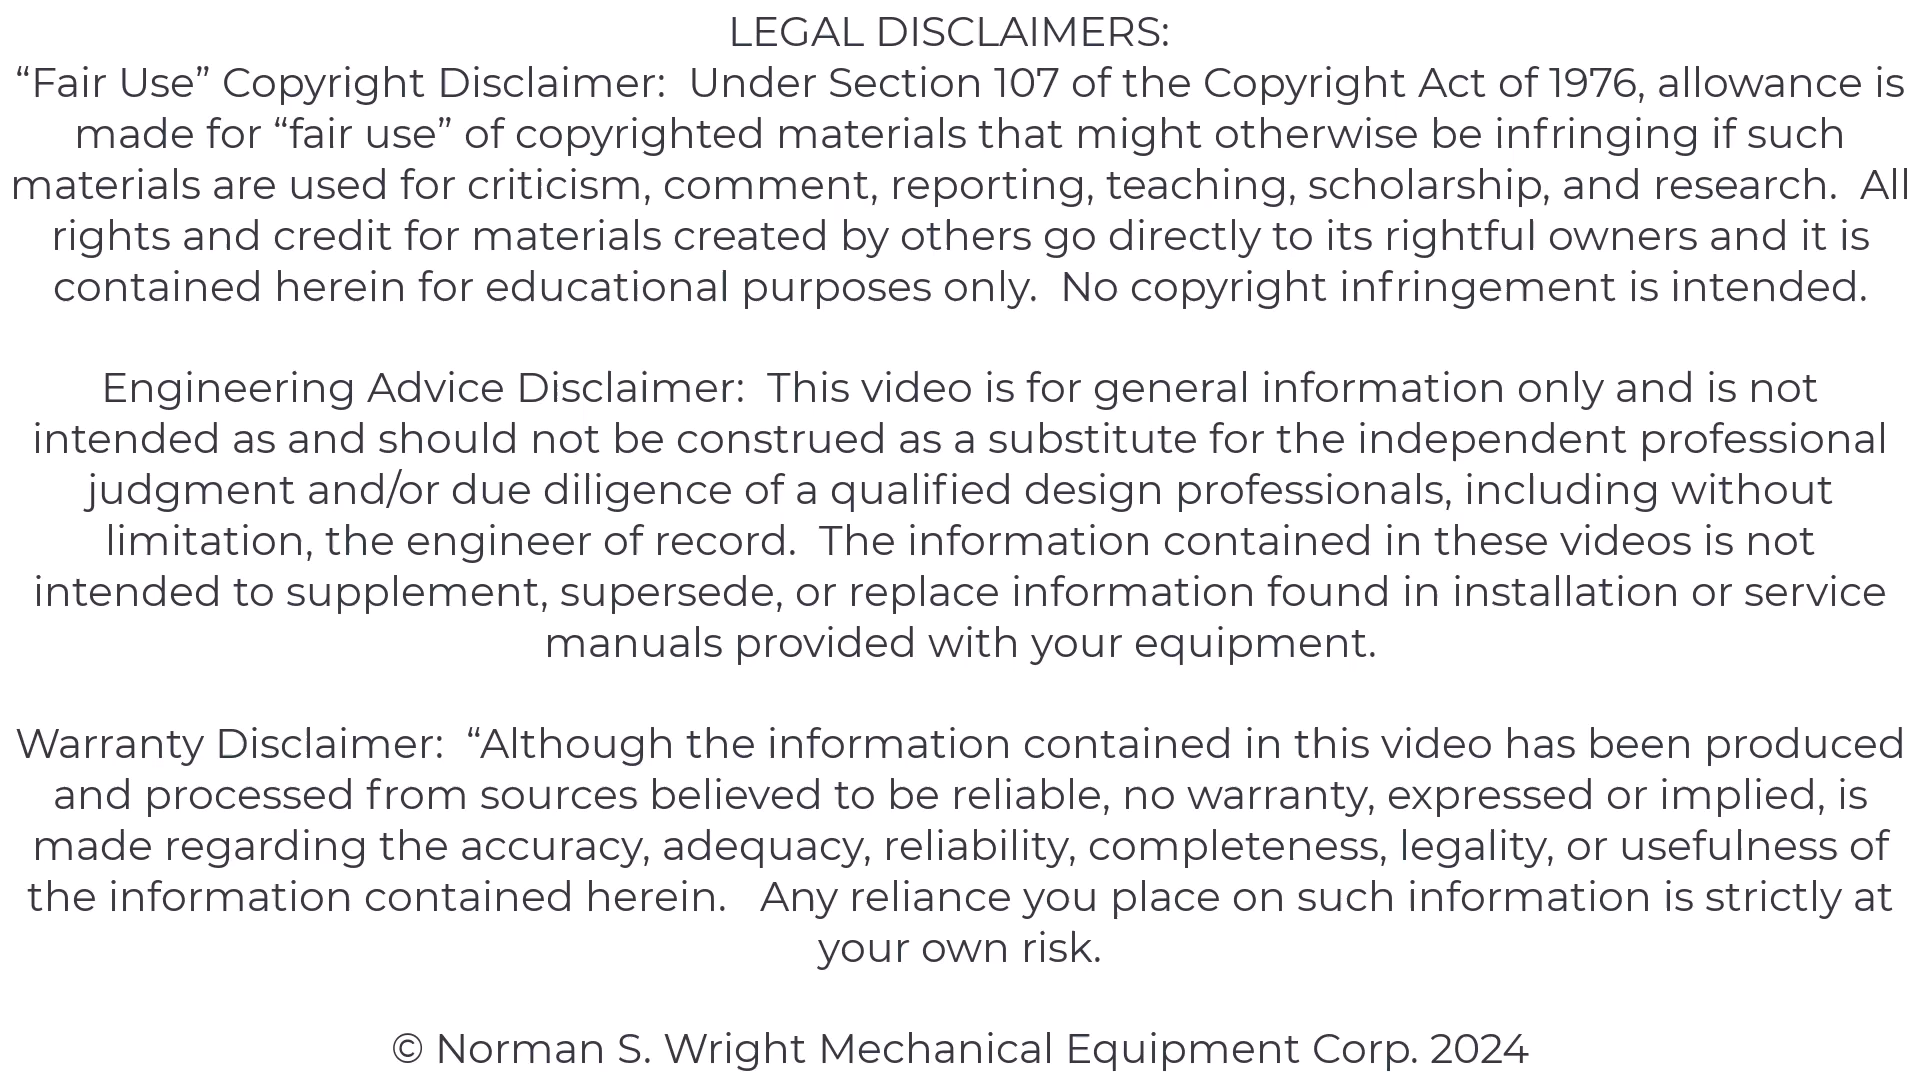 LEGAL DISCLAIMERS:
“Fair Use” Copyright Disclaimer:  Under Section 107 of the Copyright Act of 1976, allowance is
made for “fair use” of copyrighted materials that might otherwise be infringing if such
materials are used for criticism, comment, reporting, teaching, scholarship, and research.  All
rights and credit for materials created by others go directly to its rightful owners and it is
contained herein for educational purposes only.  No copyright infringement is intended.
Engineering Advice Disclaimer:  This video is for general information only and is not
intended as and should not be construed as a substitute for the independent professional
judgment and/or due diligence of a qualified design professionals, including without
limitation, the engineer of record.  The information contained in these videos is not
intended to supplement, supersede, or replace information found in installation or service
manuals provided with your equipment.
Warranty Disclaimer:  “Although the information contained in this video has been produced
and processed from sources believed to be reliable, no warranty, expressed or implied, is
made regarding the accuracy, adequacy, reliability, completeness, legality, or usefulness of
the information contained herein.   Any reliance you place on such information is strictly at
your own risk.
© Norman S. Wright Mechanical Equipment Corp. 2024